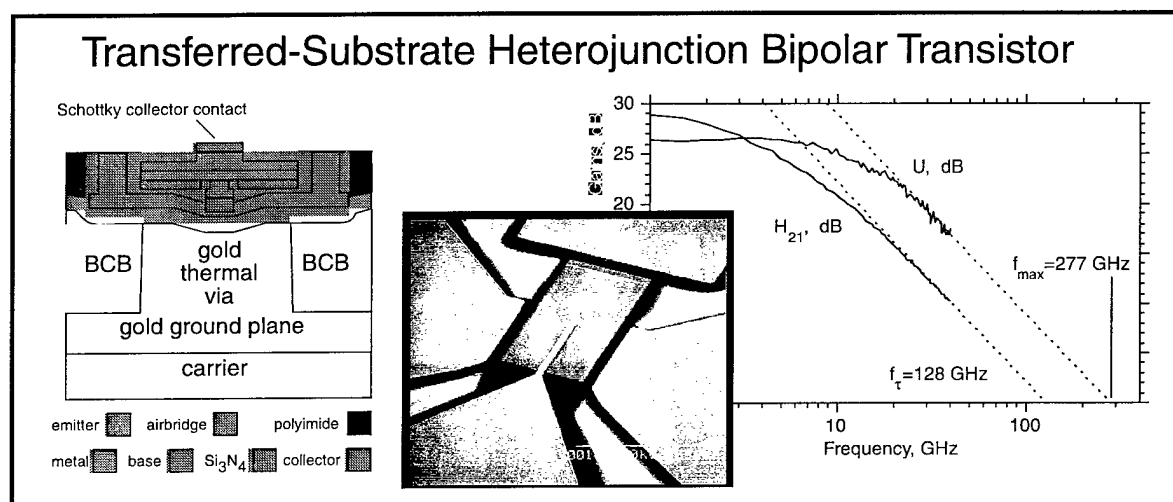 Transferred-Substrate Heterojunction Bipolar Transistor
Schottky collector contact
BCB
gold
thermal
via
BCB
gold ground plane
carrier
emitter airbridge polyimide
metal base Si₃N₄ collector
30
25
20
Gains, dB
U, dB
H₂₁, dB
fmax=277 GHz
fτ=128 GHz
10 100
Frequency, GHz